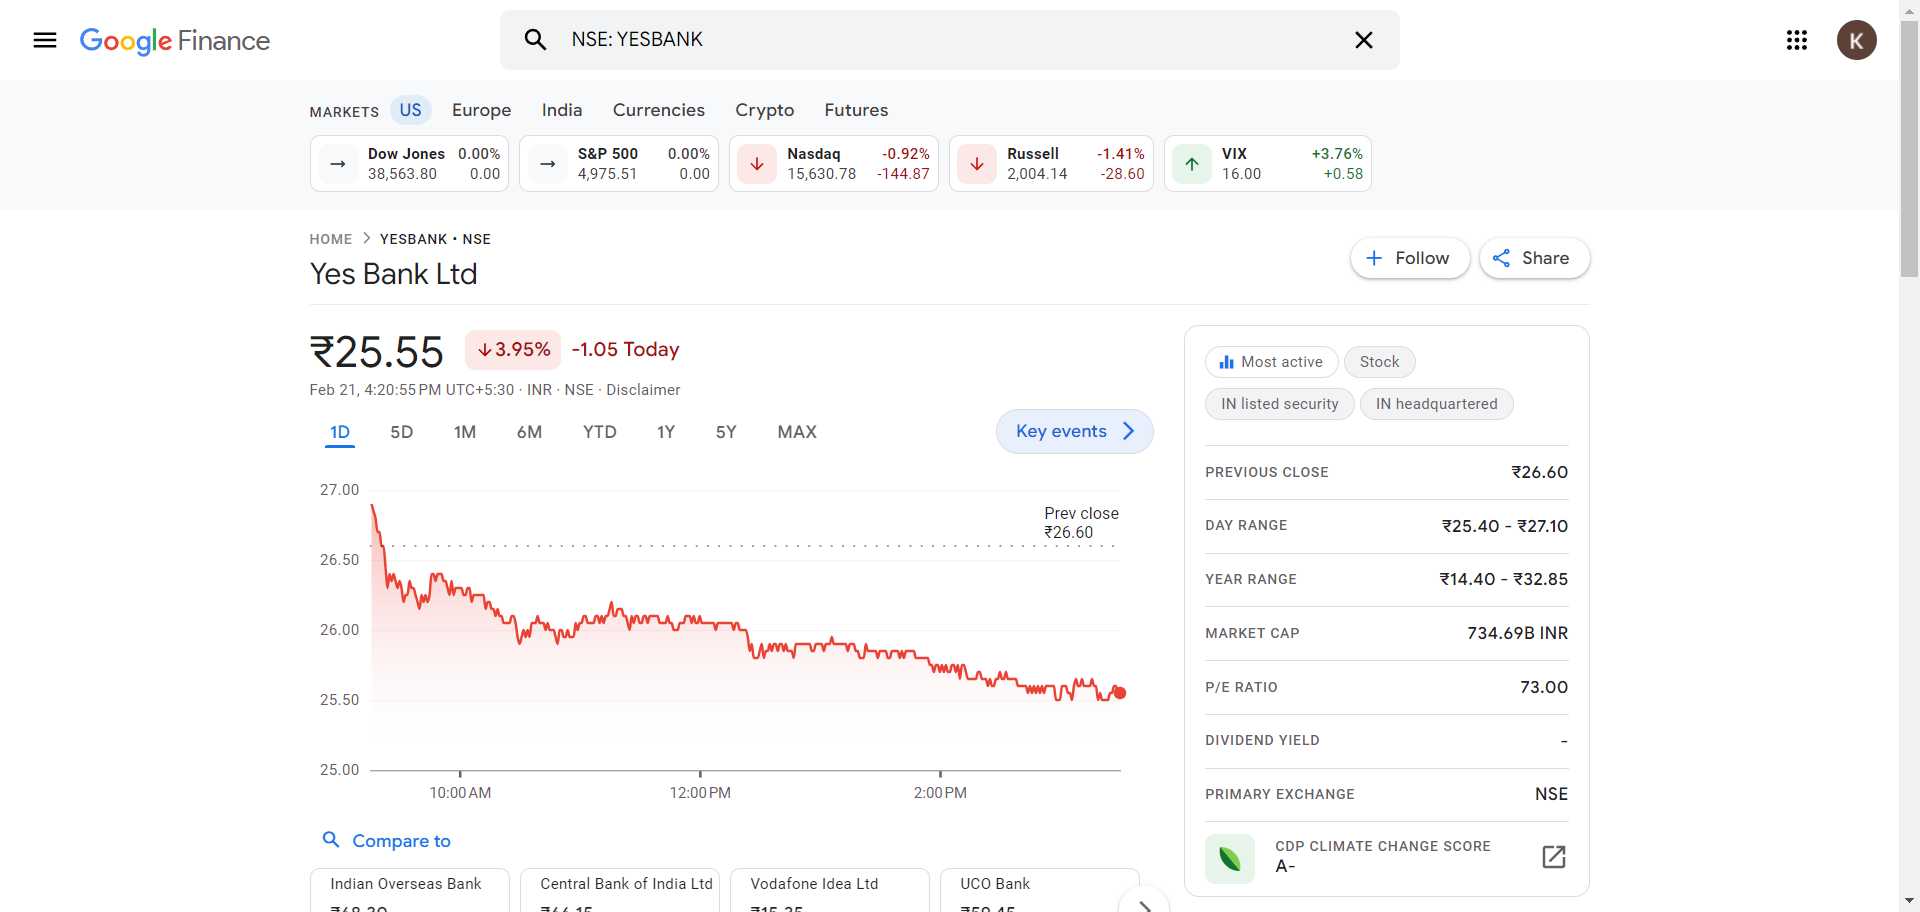 Google Finance
NSE: YESBANK
K
MARKETS US Europe India Currencies Crypto Futures
Dow Jones 0.00%
38,563.80 0.00
S&P 500 0.00%
4,975.51 0.00
Nasdaq -0.92%
15,630.78 -144.87
Russell -1.41%
2,004.14 -28.60
VIX +3.76%
16.00 +0.58
HOME YESBANK • NSE
Yes Bank Ltd
Follow
Share
₹25.55 3.95% -1.05 Today
Feb 21, 4:20:55 PM UTC+5:30 · INR · NSE · Disclaimer
1D 5D 1M 6M YTD 1Y 5Y MAX
Key events
27.00
26.50
26.00
25.50
25.00
Prev close
₹26.60
10:00 AM 12:00 PM 2:00 PM
Compare to
Indian Overseas Bank
Central Bank of India Ltd
₹66.15
Vodafone Idea Ltd
₹15.35
UCO Bank
₹59.45
Most active Stock
IN listed security IN headquartered
PREVIOUS CLOSE ₹26.60
DAY RANGE ₹25.40 - ₹27.10
YEAR RANGE ₹14.40 - ₹32.85
MARKET CAP 734.69B INR
P/E RATIO 73.00
DIVIDEND YIELD -
PRIMARY EXCHANGE NSE
CDP CLIMATE CHANGE SCORE
A-